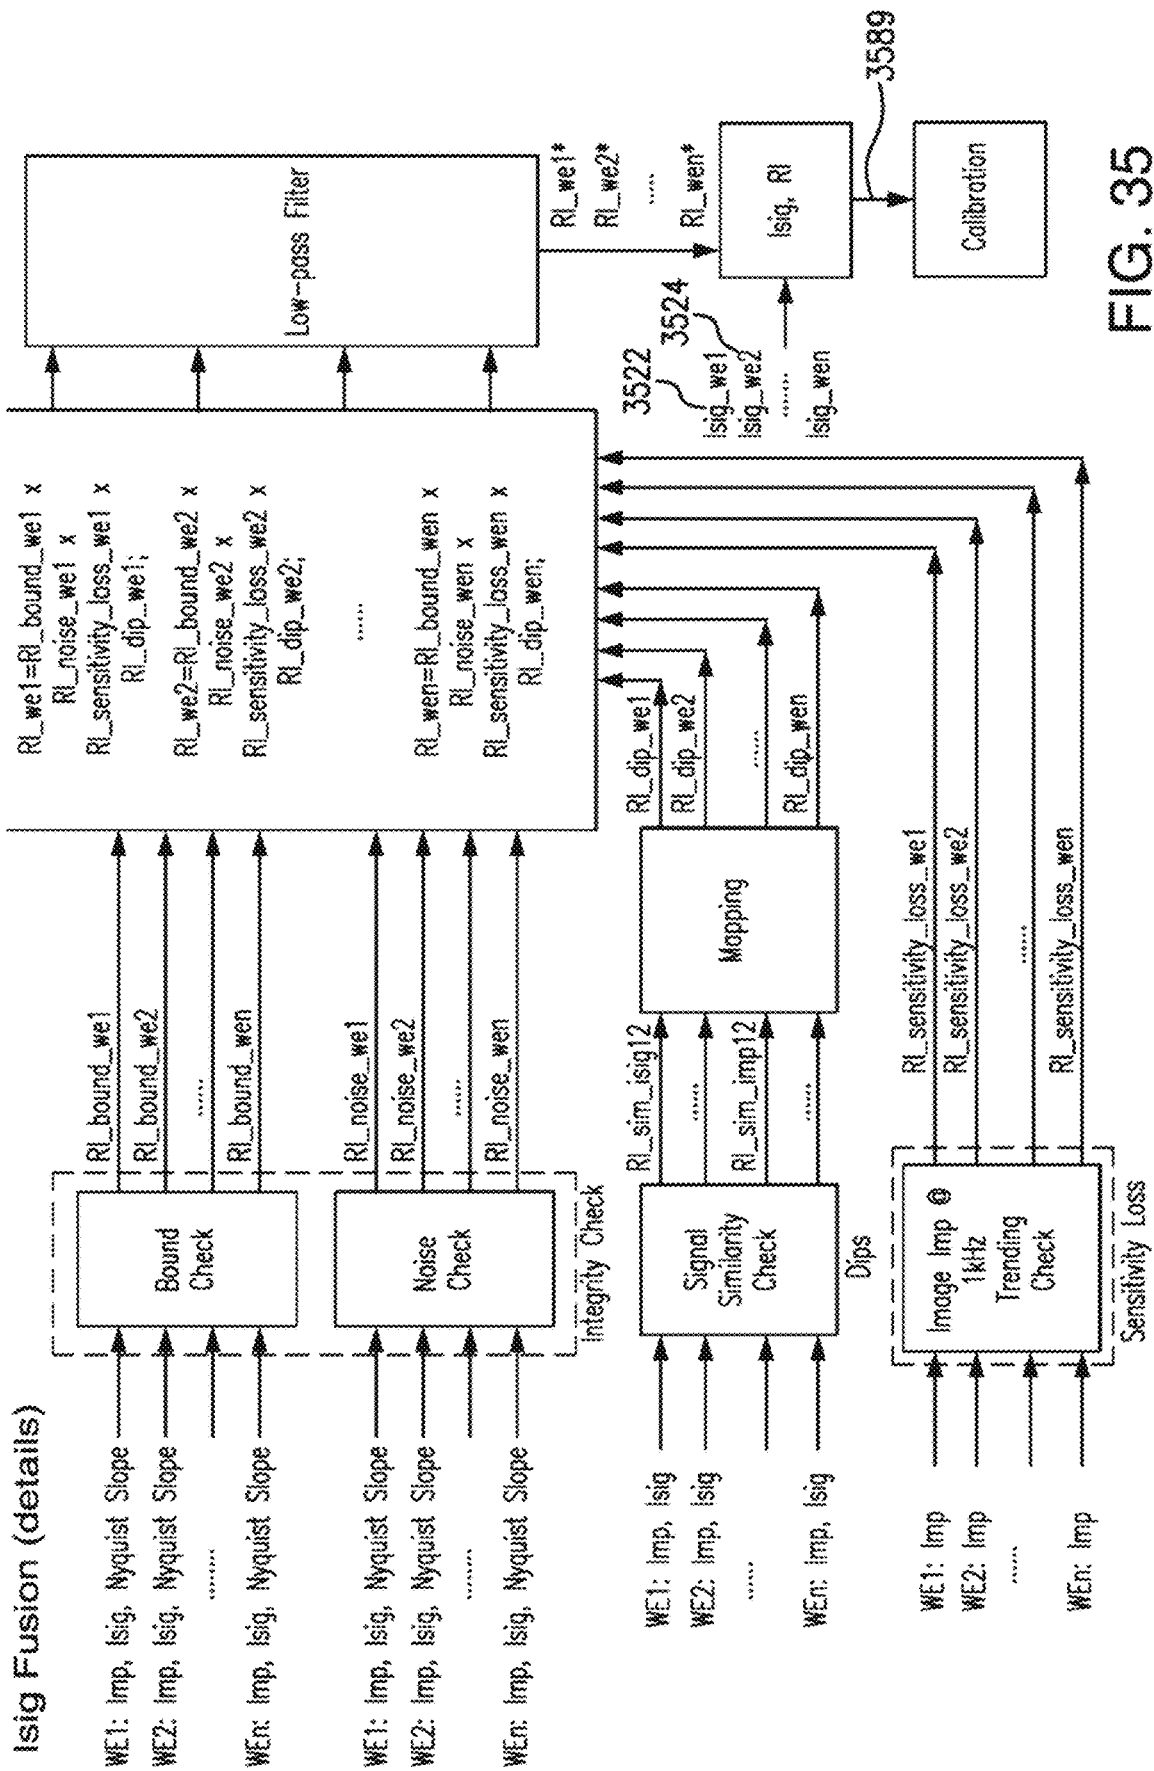 Isig Fusion (details)
WE1: Imp, Isig, Nyquist Slope
WE2: Imp, Isig, Nyquist Slope
......
WEn: Imp, Isig, Nyquist Slope
Bound
Check
RI_bound_we1
RI_bound_we2
......
RI_bound_wen
WE1: Imp, Isig, Nyquist Slope
WE2: Imp, Isig, Nyquist Slope
......
WEn: Imp, Isig, Nyquist Slope
Noise
Check
RI_noise_we1
RI_noise_we2
......
RI_noise_wen
Integrity Check
WE1: Imp, Isig
WE2: Imp, Isig
......
WEn: Imp, Isig
Signal
Similarity
Check
Dips
RI_sim_isig12
......
RI_sim_imp12
......
Mapping
RI_dip_we1
RI_dip_we2
......
RI_dip_wen
WE1: Imp
WE2: Imp
......
WEn: Imp
Image Imp @
1kHz
Trending
Check
Sensitivity Loss
RI_sensitivity_loss_we1
RI_sensitivity_loss_we2
......
RI_sensitivity_loss_wen
RI_we1=RI_bound_we1 x
RI_noise_we1 x
RI_sensitivity_loss_we1 x
RI_dip_we1;
RI_we2=RI_bound_we2 x
RI_noise_we2 x
RI_sensitivity_loss_we2 x
RI_dip_we2;
......
RI_wen=RI_bound_wen x
RI_noise_wen x
RI_sensitivity_loss_wen x
RI_dip_wen;
Low-pass Filter
RI_we1*
RI_we2*
......
RI_wen*
3522
3524
Isig_we1
Isig_we2
......
Isig_wen
Isig, RI
3589
Calibration
FIG. 35